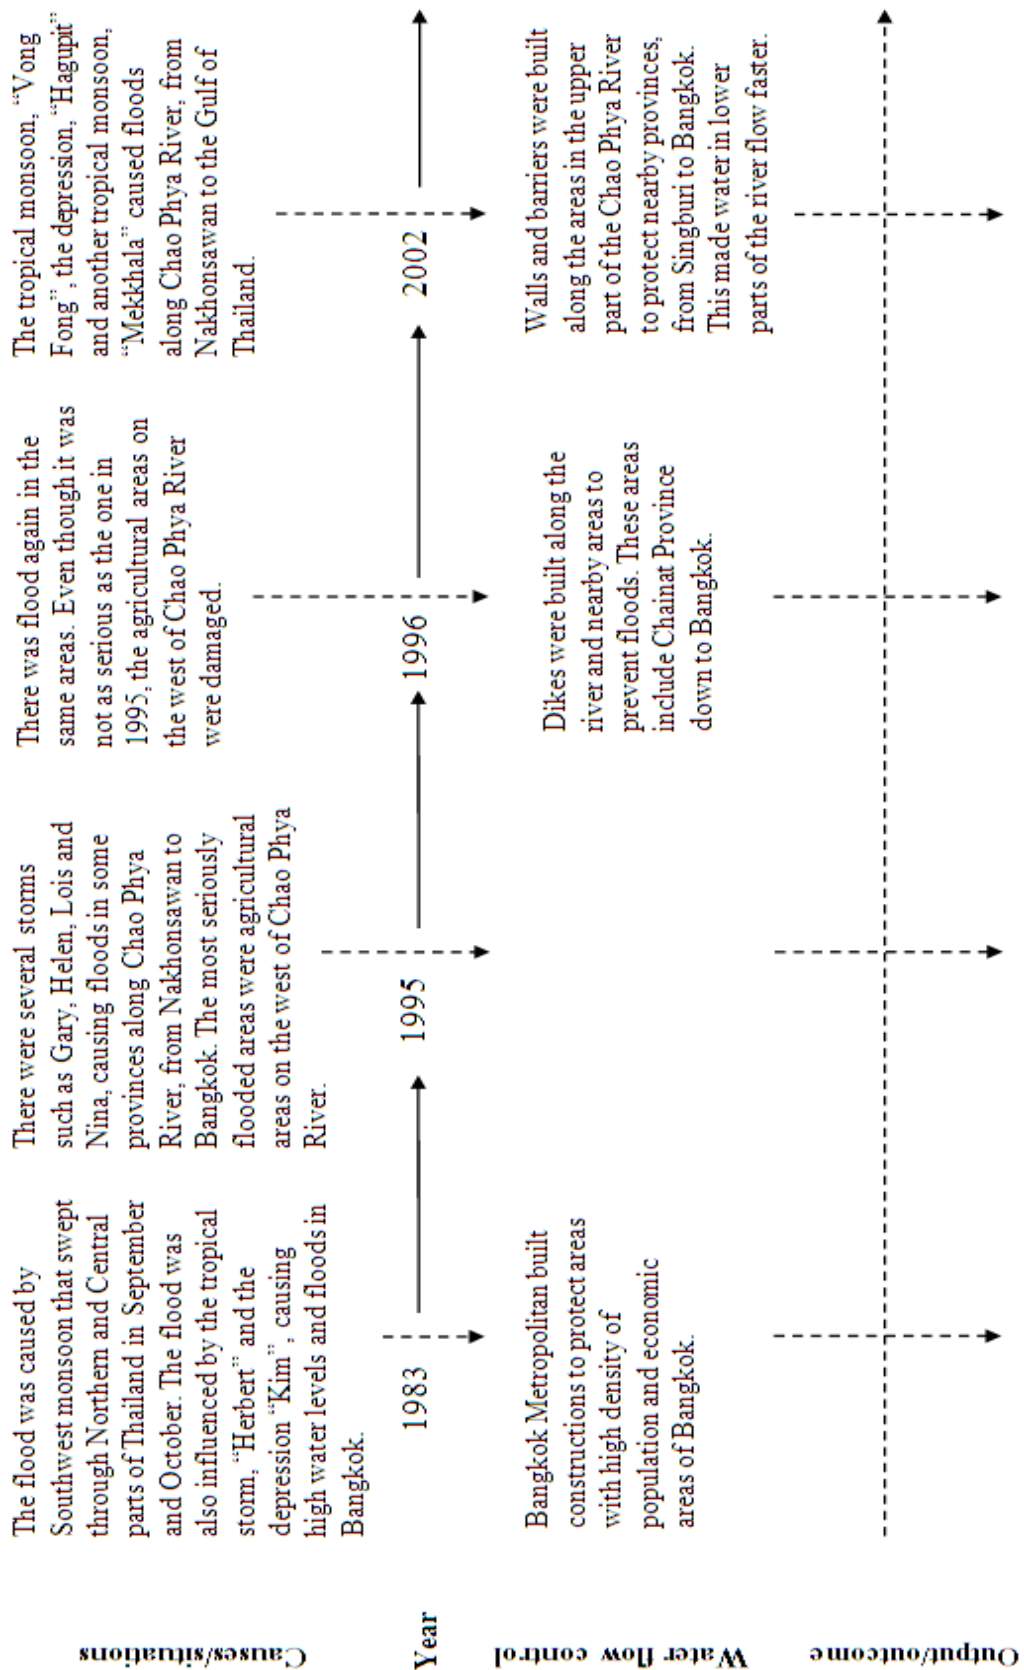 Causes/situations
The flood was caused by
Southwest monsoon that swept
through Northern and Central
parts of Thailand in September
and October. The flood was
also influenced by the tropical
storm, “Herbert” and the
depression “Kim”, causing
high water levels and floods in
Bangkok.
There were several storms
such as Gary, Helen, Lois and
Nina, causing floods in some
provinces along Chao Phya
River, from Nakhonsawan to
Bangkok. The most seriously
flooded areas were agricultural
areas on the west of Chao Phya
River.
There was flood again in the
same areas. Even though it was
not as serious as the one in
1995, the agricultural areas on
the west of Chao Phya River
were damaged.
The tropical monsoon, “Vong
Fong”, the depression, “Hagupit”
and another tropical monsoon,
“Mekkhala” caused floods
along Chao Phya River, from
Nakhonsawan to the Gulf of
Thailand.
Year
1983
1995
1996
2002
Water flow control
Bangkok Metropolitan built
constructions to protect areas
with high density of
population and economic
areas of Bangkok.
Dikes were built along the
river and nearby areas to
prevent floods. These areas
include Chainat Province
down to Bangkok.
Walls and barriers were built
along the areas in the upper
part of the Chao Phya River
to protect nearby provinces,
from Singburi to Bangkok.
This made water in lower
parts of the river flow faster.
Output/outcome